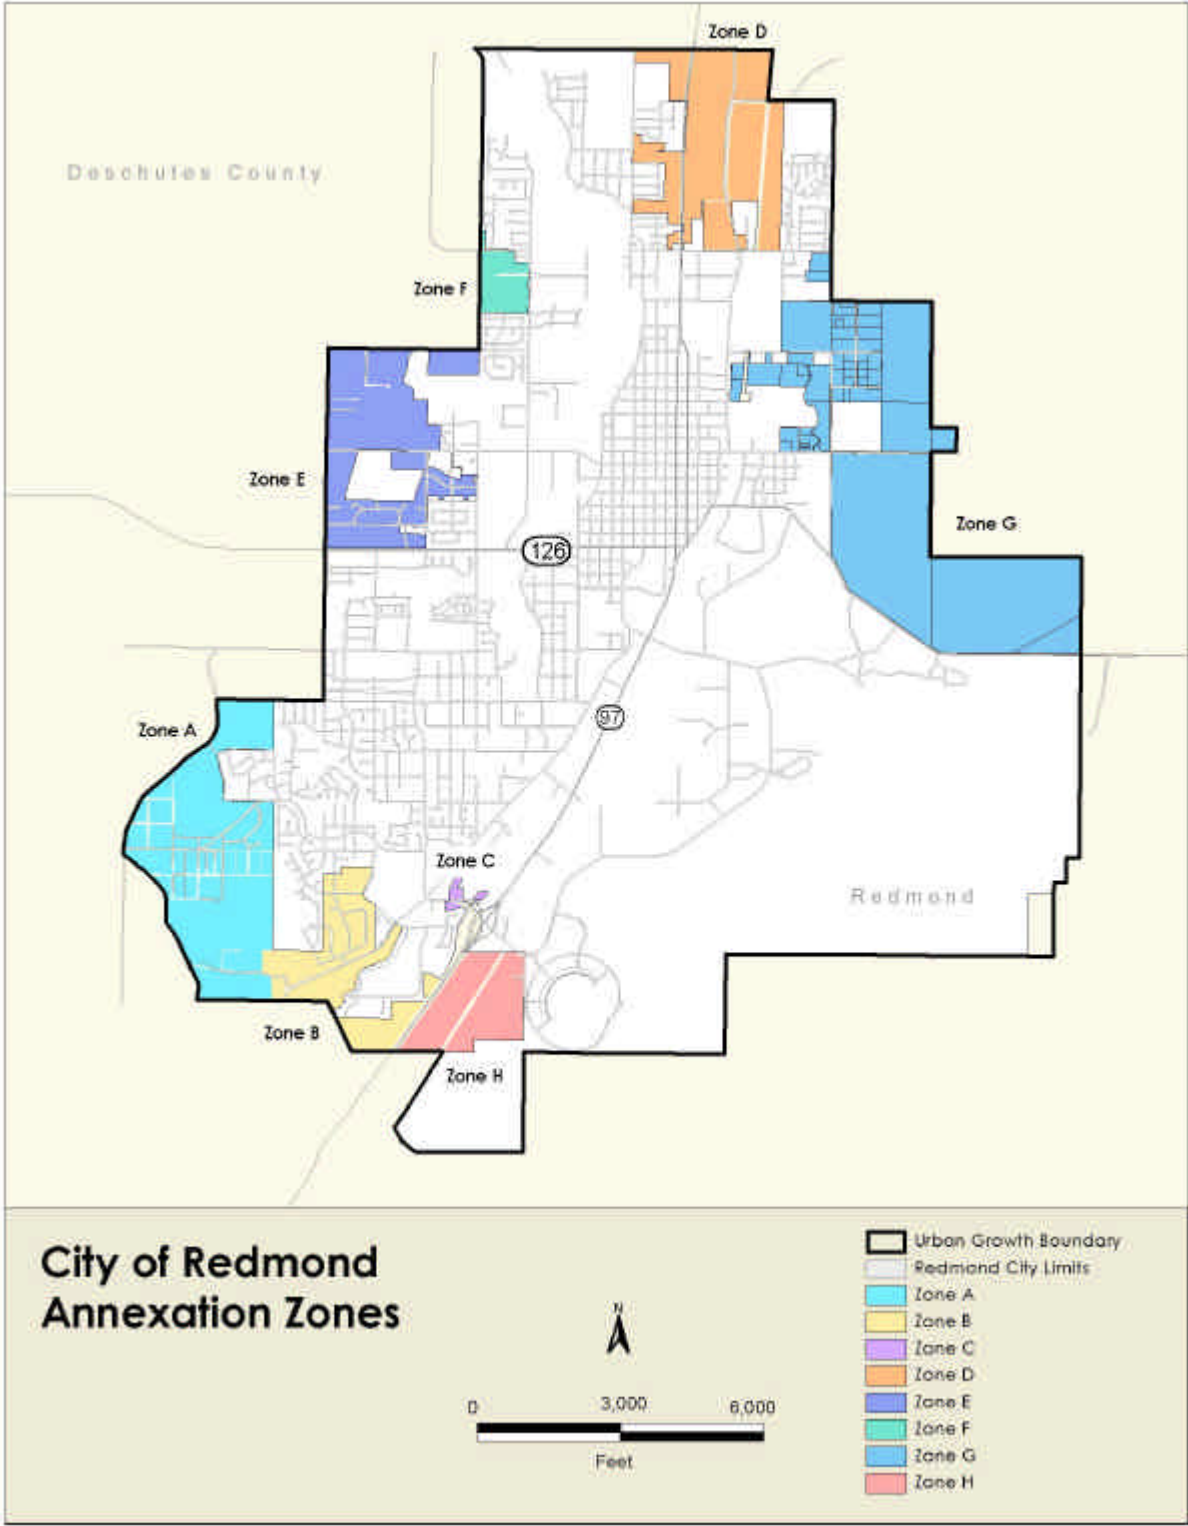 Zone D
Deschutes County
Zone F
Zone E
Zone G
126
Zone A
97
Zone C
Redmond
Zone B
Zone H
City of Redmond
Annexation Zones
N
0 3,000 6,000
Feet
Urban Growth Boundary
Redmond City Limits
Zone A
Zone B
Zone C
Zone D
Zone E
Zone F
Zone G
Zone H